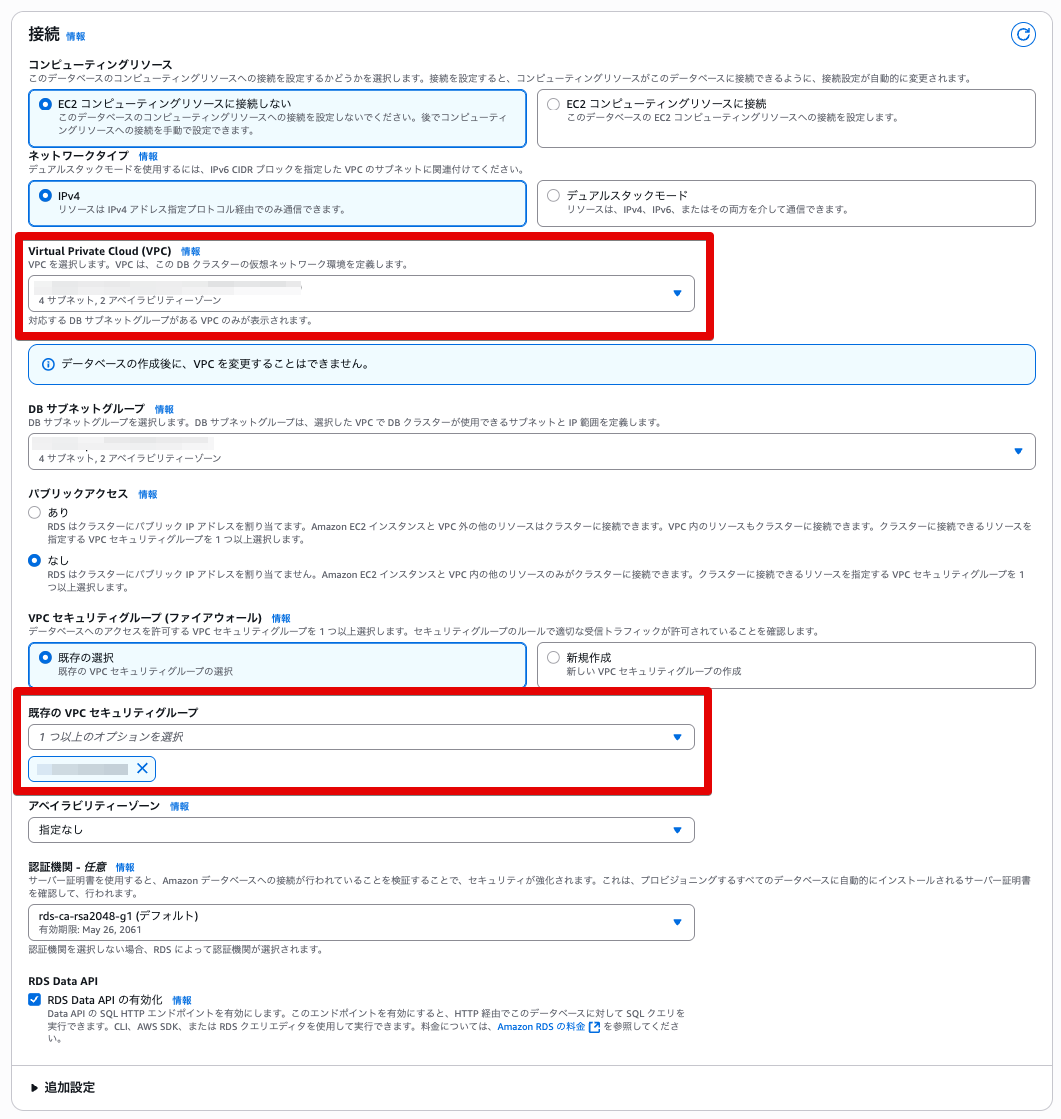 接続 情報
コンピューティングリソース
このデータベースのコンピューティングリソースへの接続を設定するかどうかを選択します。接続を設定すると、コンピューティングリソースがこのデータベースに接続できるように、接続設定が自動的に変更されます。
EC2 コンピューティングリソースに接続しない
このデータベースのコンピューティングリソースへの接続を設定しないでください。後でコンピューティ
ングリソースへの接続を手動で設定できます。
EC2 コンピューティングリソースに接続
このデータベースの EC2 コンピューティングリソースへの接続を設定します。
ネットワークタイプ 情報
デュアルスタックモードを使用するには、IPv6 CIDR ブロックを指定した VPC のサブネットに関連付けてください。
IPv4
リソースは IPv4 アドレス指定プロトコル経由でのみ通信できます。
デュアルスタックモード
リソースは、IPv4、IPv6、またはその両方を介して通信できます。
Virtual Private Cloud (VPC) 情報
VPC を選択します。VPC は、この DB クラスターの仮想ネットワーク環境を定義します。
4 サブネット, 2 アベイラビリティーゾーン
対応する DB サブネットグループがある VPC のみが表示されます。
データベースの作成後に、VPC を変更することはできません。
DB サブネットグループ 情報
DB サブネットグループを選択します。DB サブネットグループは、選択した VPC で DB クラスターが使用できるサブネットと IP 範囲を定義します。
4 サブネット, 2 アベイラビリティーゾーン
パブリックアクセス 情報
あり
RDS はクラスターにパブリック IP アドレスを割り当てます。Amazon EC2 インスタンスと VPC 外の他のリソースはクラスターに接続できます。VPC 内のリソースもクラスターに接続できます。クラスターに接続できるリソースを
指定する VPC セキュリティグループを 1 つ以上選択します。
なし
RDS はクラスターにパブリック IP アドレスを割り当てません。Amazon EC2 インスタンスと VPC 内の他のリソースのみがクラスターに接続できます。クラスターに接続できるリソースを指定する VPC セキュリティグループを 1
つ以上選択します。
VPC セキュリティグループ (ファイアウォール) 情報
データベースへのアクセスを許可する VPC セキュリティグループを 1 つ以上選択します。セキュリティグループのルールで適切な受信トラフィックが許可されていることを確認します。
既存の選択
既存の VPC セキュリティグループの選択
新規作成
新しい VPC セキュリティグループの作成
既存の VPC セキュリティグループ
1 つ以上のオプションを選択
アベイラビリティーゾーン 情報
指定なし
認証機関 - 任意 情報
サーバー証明書を使用すると、Amazon データベースへの接続が行われていることを検証することで、セキュリティが強化されます。これは、プロビジョニングするすべてのデータベースに自動的にインストールされるサーバー証明書
を確認して、行われます。
rds-ca-rsa2048-g1 (デフォルト)
有効期限: May 26, 2061
認証機関を選択しない場合、RDS によって認証機関が選択されます。
RDS Data API
RDS Data API の有効化 情報
Data API の SQL HTTP エンドポイントを有効にします。このエンドポイントを有効にすると、HTTP 経由でこのデータベースに対して SQL クエリを
実行できます。CLI、AWS SDK、または RDS クエリエディタを使用して実行できます。料金については、Amazon RDS の料金 を参照してくださ
い。
追加設定